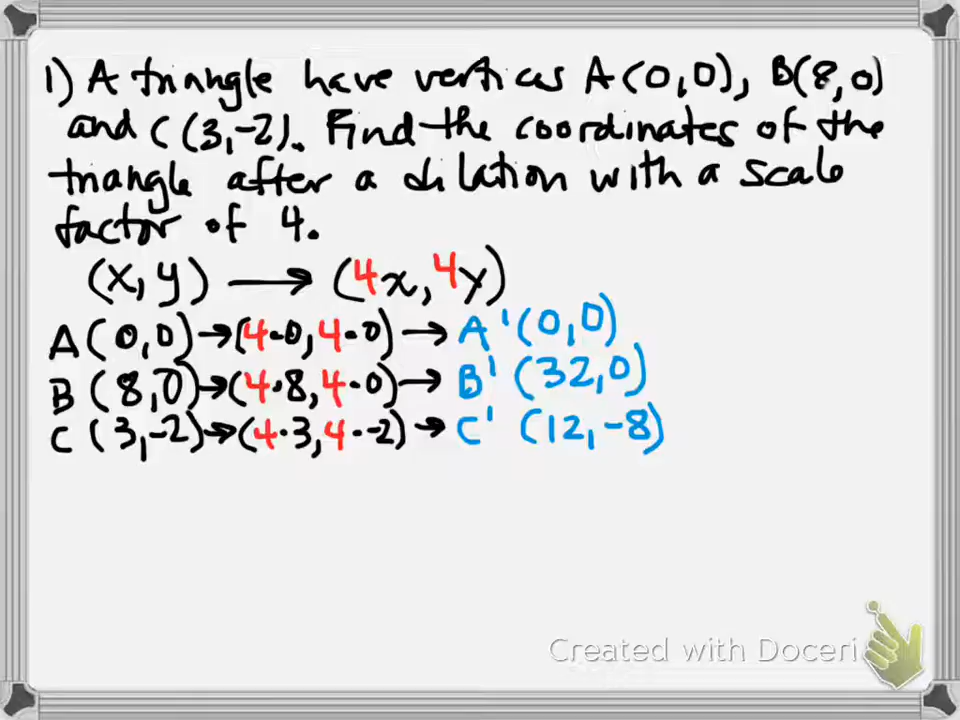 1) A triangle have verticas A(0,0), B(8,0)
and C(3,-2). Find the coordinates of the
triangle after a dilation with a scale
factor of 4.
(x,y) → (4x,4y)
A(0,0)→(4·0,4·0)→A'(0,0)
B(8,0)→(4·8,4·0)→B'(32,0)
C(3,-2)→(4·3,4·-2)→C'(12,-8)
Created with Doceri